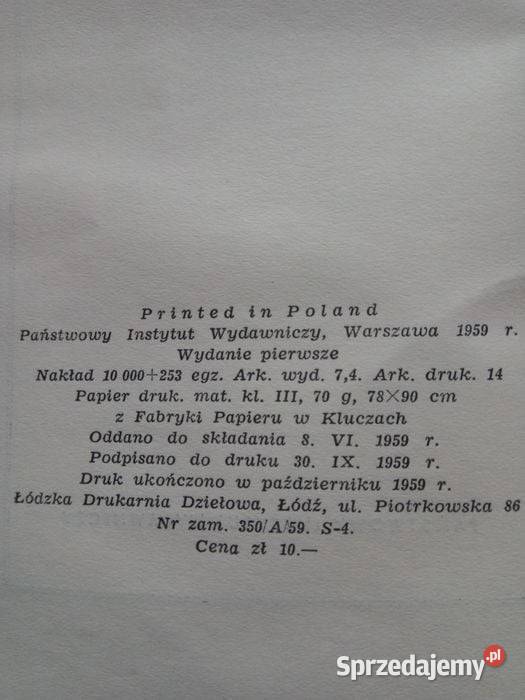 Printed in Poland
Państwowy Instytut Wydawniczy, Warszawa 1959 r.
Wydanie pierwsze
Nakład 10 000+253 egz. Ark. wyd. 7,4. Ark. druk. 14
Papier druk. mat. kl. III, 70 g, 78×90 cm
z Fabryki Papieru w Kluczach
Oddano do składania 8. VI. 1959 r.
Podpisano do druku 30. IX. 1959 r.
Druk ukończono w październiku 1959 r.
Łódzka Drukarnia Dziełowa, Łódź, ul. Piotrkowska 86
Nr zam. 350/A/59. S-4.
Cena zł 10.—
Sprzedajemy.pl